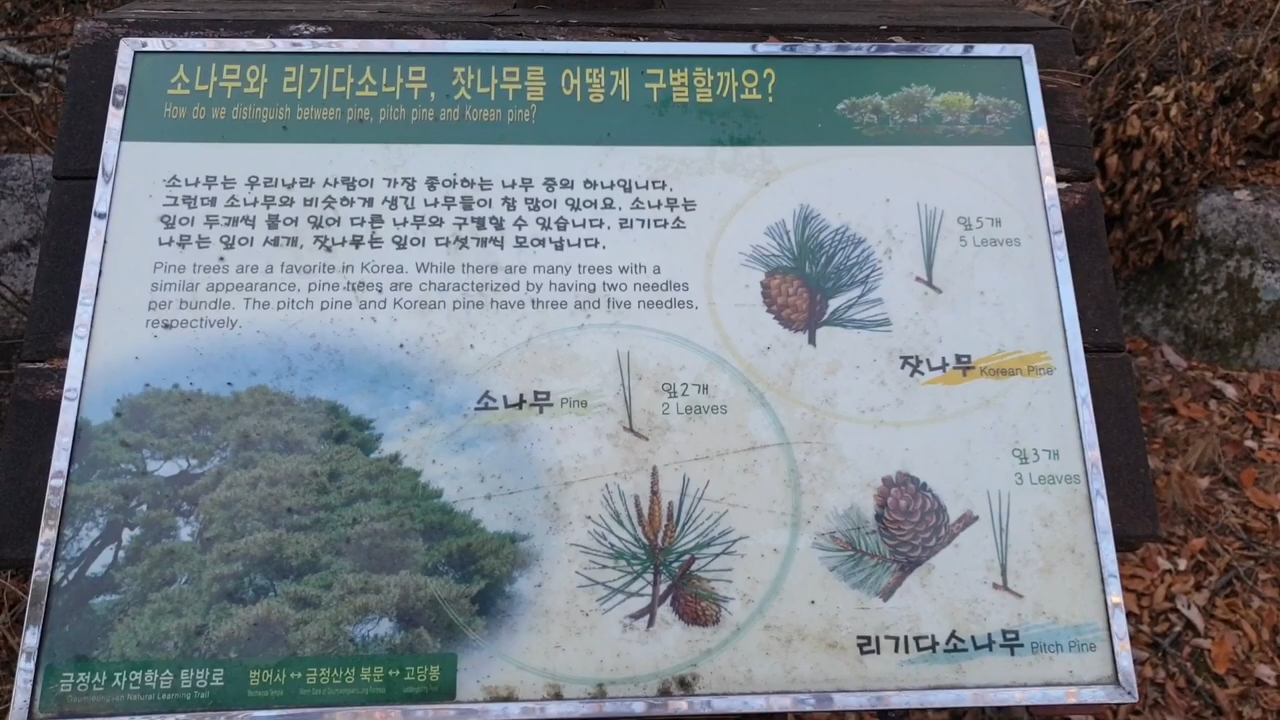 소나무와 리기다소나무, 잣나무를 어떻게 구별할까요?
How do we distinguish between pine, pitch pine and Korean pine?
소나무는 우리나라 사람이 가장 좋아하는 나무 중의 하나입니다.
그런데 소나무와 비슷하게 생긴 나무들이 참 많이 있어요. 소나무는
잎이 두개씩 붙어 있어 다른 나무와 구별할 수 있습니다. 리기다소
나무는 잎이 세개, 잣나무는 잎이 다섯개씩 모여납니다.
Pine trees are a favorite in Korea. While there are many trees with a
similar appearance, pine trees are characterized by having two needles
per bundle. The pitch pine and Korean pine have three and five needles,
respectively.
잎5개
5 Leaves
잣나무 Korean Pine
소나무 Pine
잎2개
2 Leaves
잎3개
3 Leaves
리기다소나무 Pitch Pine
금정산 자연학습 탐방로
Natural Learning Trail
범어사 ↔ 금정산성 북문 ↔ 고당봉